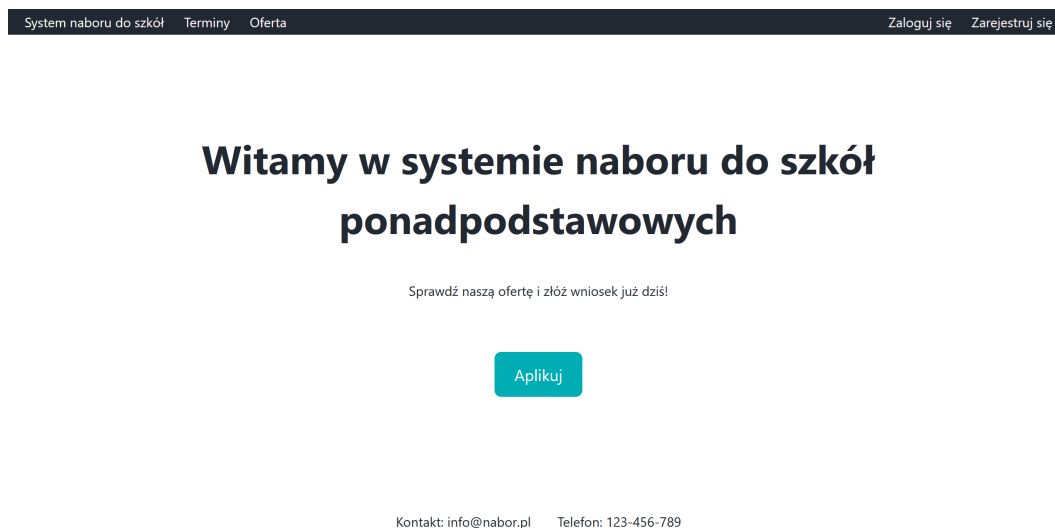 System naboru do szkół Terminy Oferta Zaloguj się Zarejestruj się
Witamy w systemie naboru do szkół
ponadpodstawowych
Sprawdź naszą ofertę i złóż wniosek już dziś!
Aplikuj
Kontakt: info@nabor.pl Telefon: 123-456-789